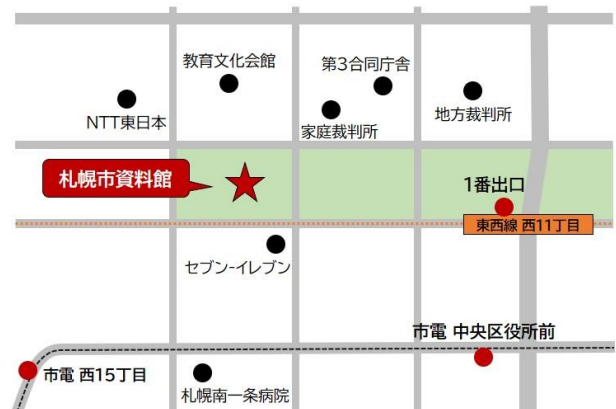 教育文化会館
第3合同庁舎
NTT東日本
家庭裁判所
地方裁判所
札幌市資料館
1番出口
東西線 西11丁目
セブン-イレブン
市電 中央区役所前
市電 西15丁目
札幌南一条病院